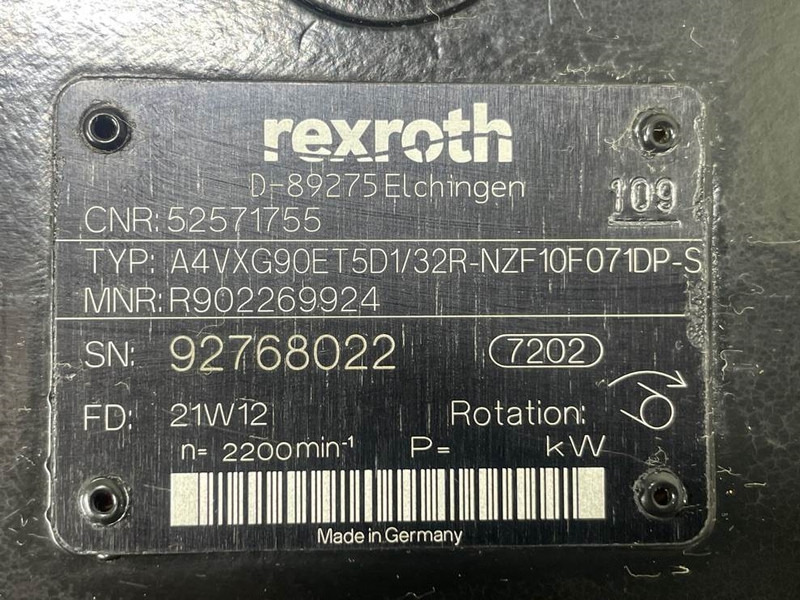 rexroth
D-89275 Elchingen
109
CNR: 52571755
TYP: A4VXG90ET5D1/32R-NZF10F071DP-S
MNR: R902269924
SN: 92768022 7202
FD: 21W12 Rotation:
n= 2200min-1 P= kW
Made in Germany